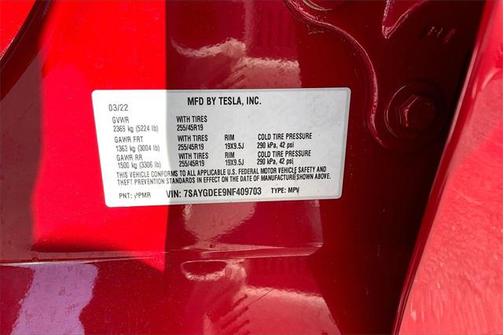 MFD BY TESLA, INC.
03/22
GVWR WITH TIRES
2369 kg (5224 lb) 255/45R19
GAWR FRT WITH TIRES RIM COLD TIRE PRESSURE
1363 kg (3004 lb) 255/45R19 19X9.5J 290 kPa, 42 psi
GAWR RR WITH TIRES RIM COLD TIRE PRESSURE
1500 kg (3306 lb) 255/45R19 19X9.5J 290 kPa, 42 psi
THIS VEHICLE CONFORMS TO ALL APPLICABLE U.S. FEDERAL MOTOR VEHICLE SAFETY AND
THEFT PREVENTION STANDARDS IN EFFECT ON THE DATE OF MANUFACTURE SHOWN ABOVE.
PNT: PPMR VIN: 7SAYGDEE9NF409703 TYPE: MPV